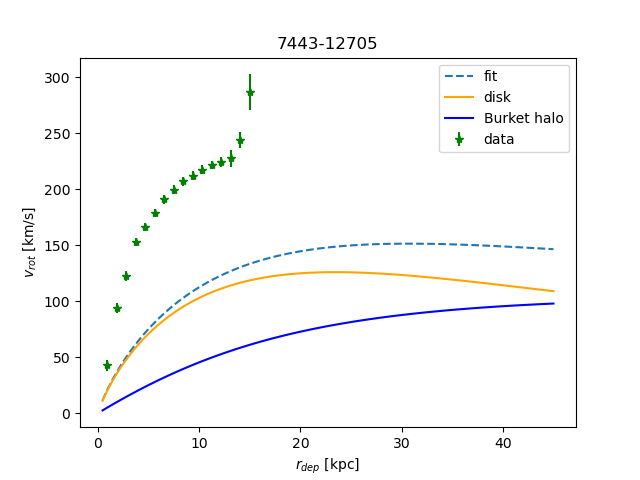 7443-12705
300
250
200
150
100
50
0
v_rot [km/s]
fit
disk
Burket halo
data
0 10 20 30 40
r_dep [kpc]